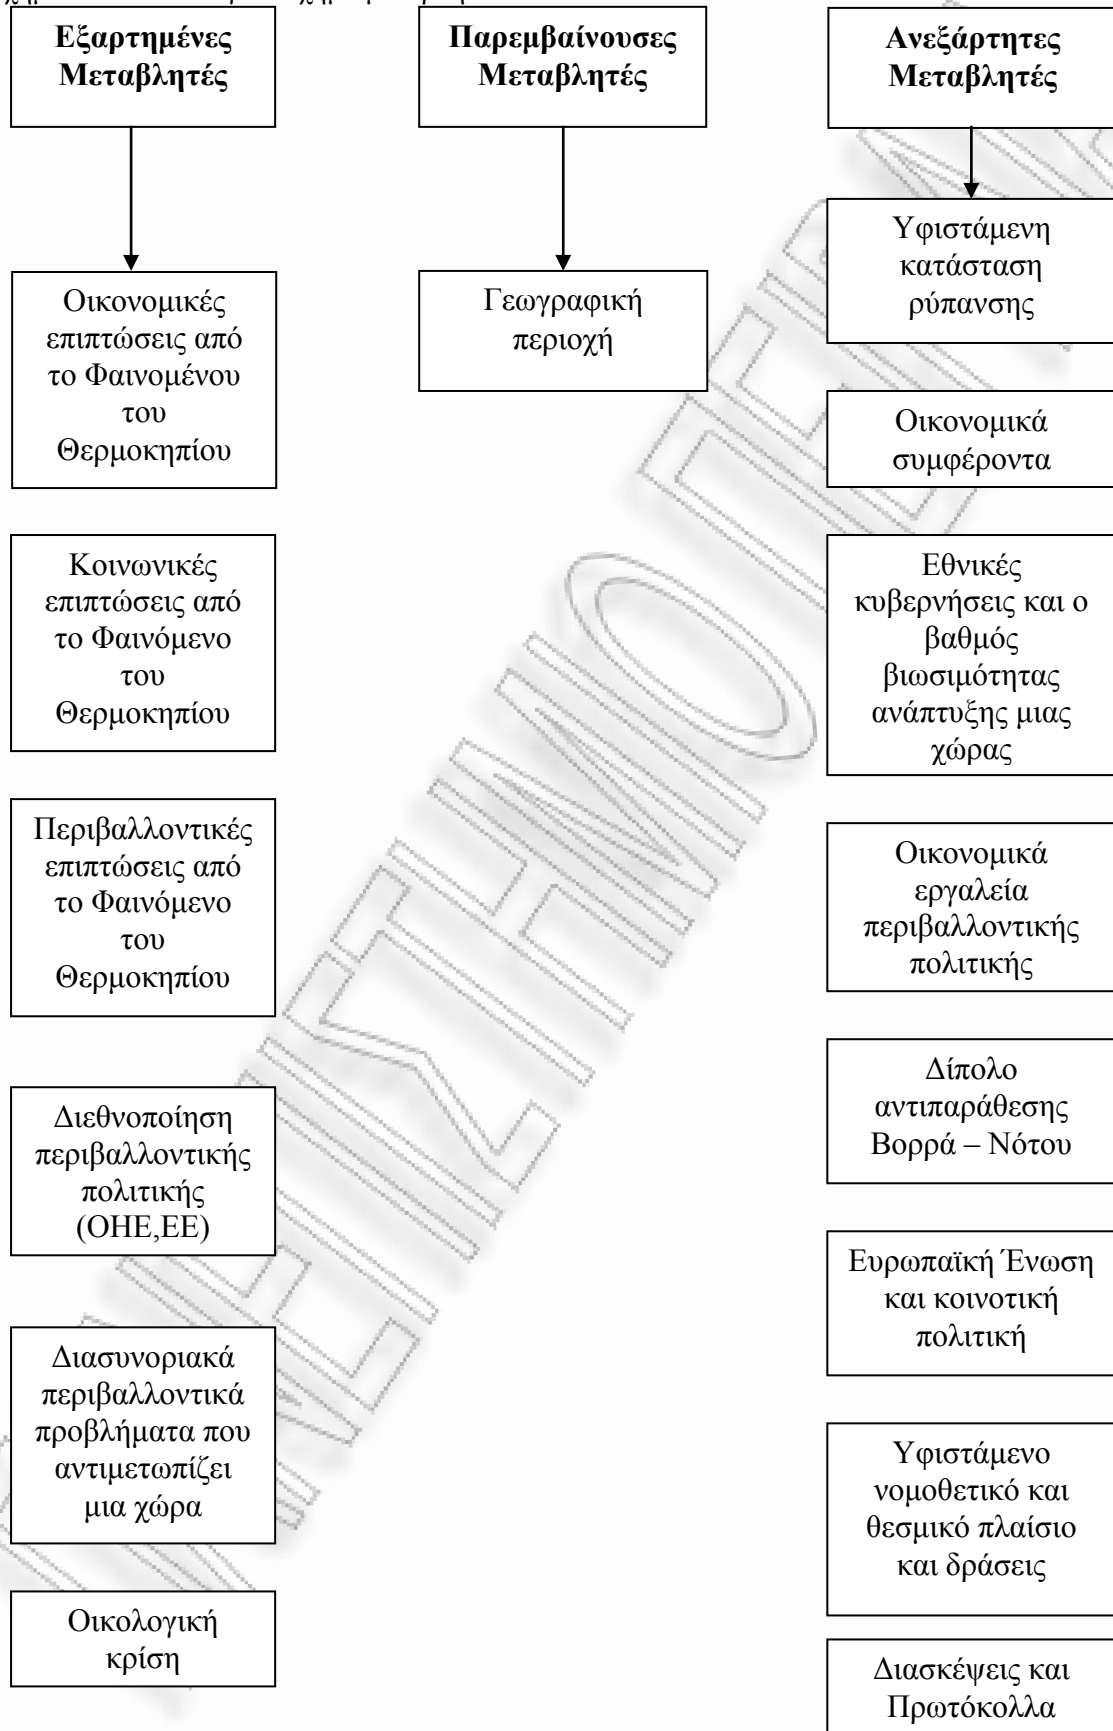 Εξαρτημένες
Μεταβλητές
Παρεμβαίνουσες
Μεταβλητές
Ανεξάρτητες
Μεταβλητές
Οικονομικές
επιπτώσεις από
το Φαινομένου
του
Θερμοκηπίου
Κοινωνικές
επιπτώσεις από
το Φαινόμενο
του
Θερμοκηπίου
Περιβαλλοντικές
επιπτώσεις από
το Φαινόμενο
του
Θερμοκηπίου
Διεθνοποίηση
περιβαλλοντικής
πολιτικής
(ΟΗΕ,ΕΕ)
Διασυνοριακά
περιβαλλοντικά
προβλήματα που
αντιμετωπίζει
μια χώρα
Οικολογική
κρίση
Γεωγραφική
περιοχή
Υφιστάμενη
κατάσταση
ρύπανσης
Οικονομικά
συμφέροντα
Εθνικές
κυβερνήσεις και ο
βαθμός
βιωσιμότητας
ανάπτυξης μιας
χώρας
Οικονομικά
εργαλεία
περιβαλλοντικής
πολιτικής
Δίπολο
αντιπαράθεσης
Βορρά – Νότου
Ευρωπαϊκή Ένωση
και κοινοτική
πολιτική
Υφιστάμενο
νομοθετικό και
θεσμικό πλαίσιο
και δράσεις
Διασκέψεις και
Πρωτόκολλα